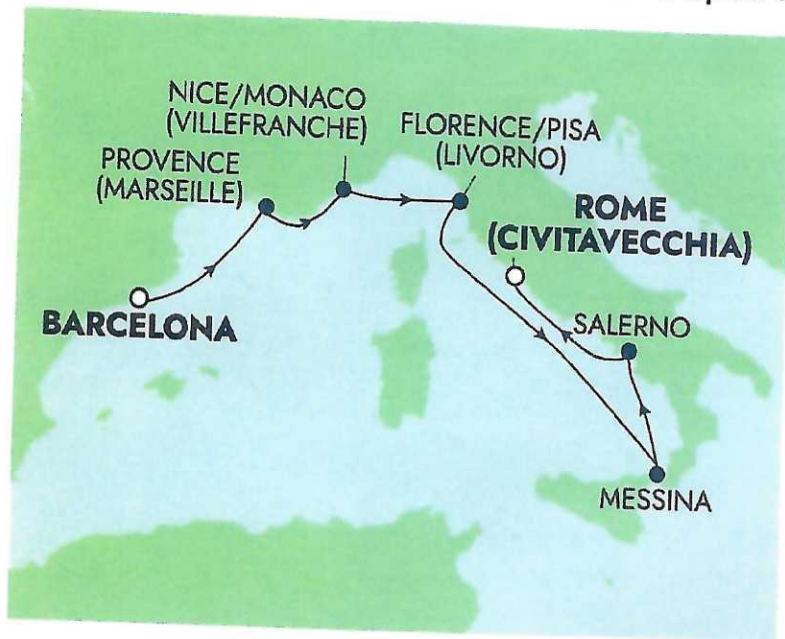 NICE/MONACO
(VILLEFRANCHE)
FLORENCE/PISA
(LIVORNO)
PROVENCE
(MARSEILLE)
ROME
(CIVITAVECCHIA)
BARCELONA
SALERNO
MESSINA